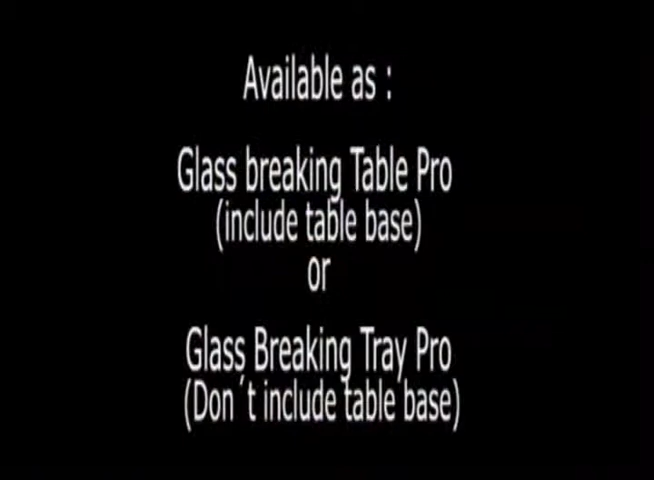 Available as :
Glass breaking Table Pro
(include table base)
or
Glass Breaking Tray Pro
(Don´t include table base)